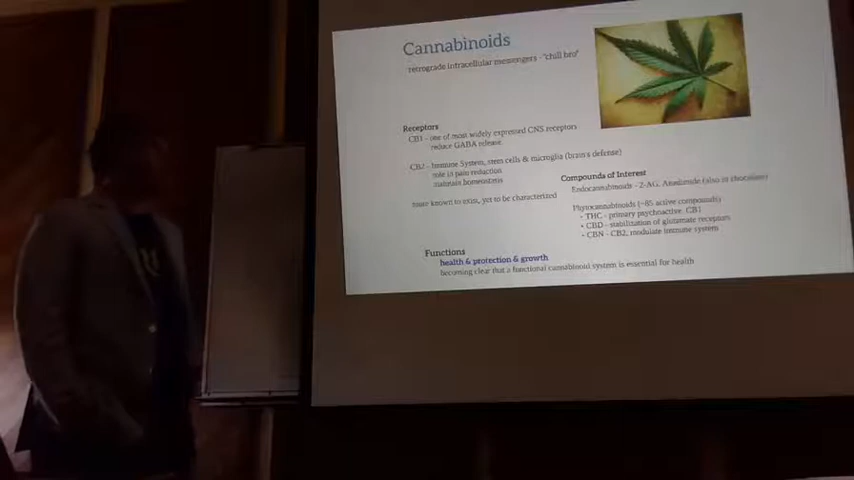 Cannabinoids
retrograde intracellular messengers - "chill bro"
Receptors
CB1 - one of most widely expressed CNS receptors
reduce GABA release
CB2 - Immune System, stem cells & microglia (brain's defense)
role in pain reduction
maintain homeostasis
more known to exist, yet to be characterized
Compounds of Interest
Endocannabinoids - 2-AG, Anadamide (also in chocolate)
Phytocannabinoids (~85 active compounds)
- THC - primary psychoactive, CB1
• CBD - stabilization of glutamate receptors
• CBN - CB2, modulate immune system
Functions
health & protection & growth
becoming clear that a functional cannabinoid system is essential for health